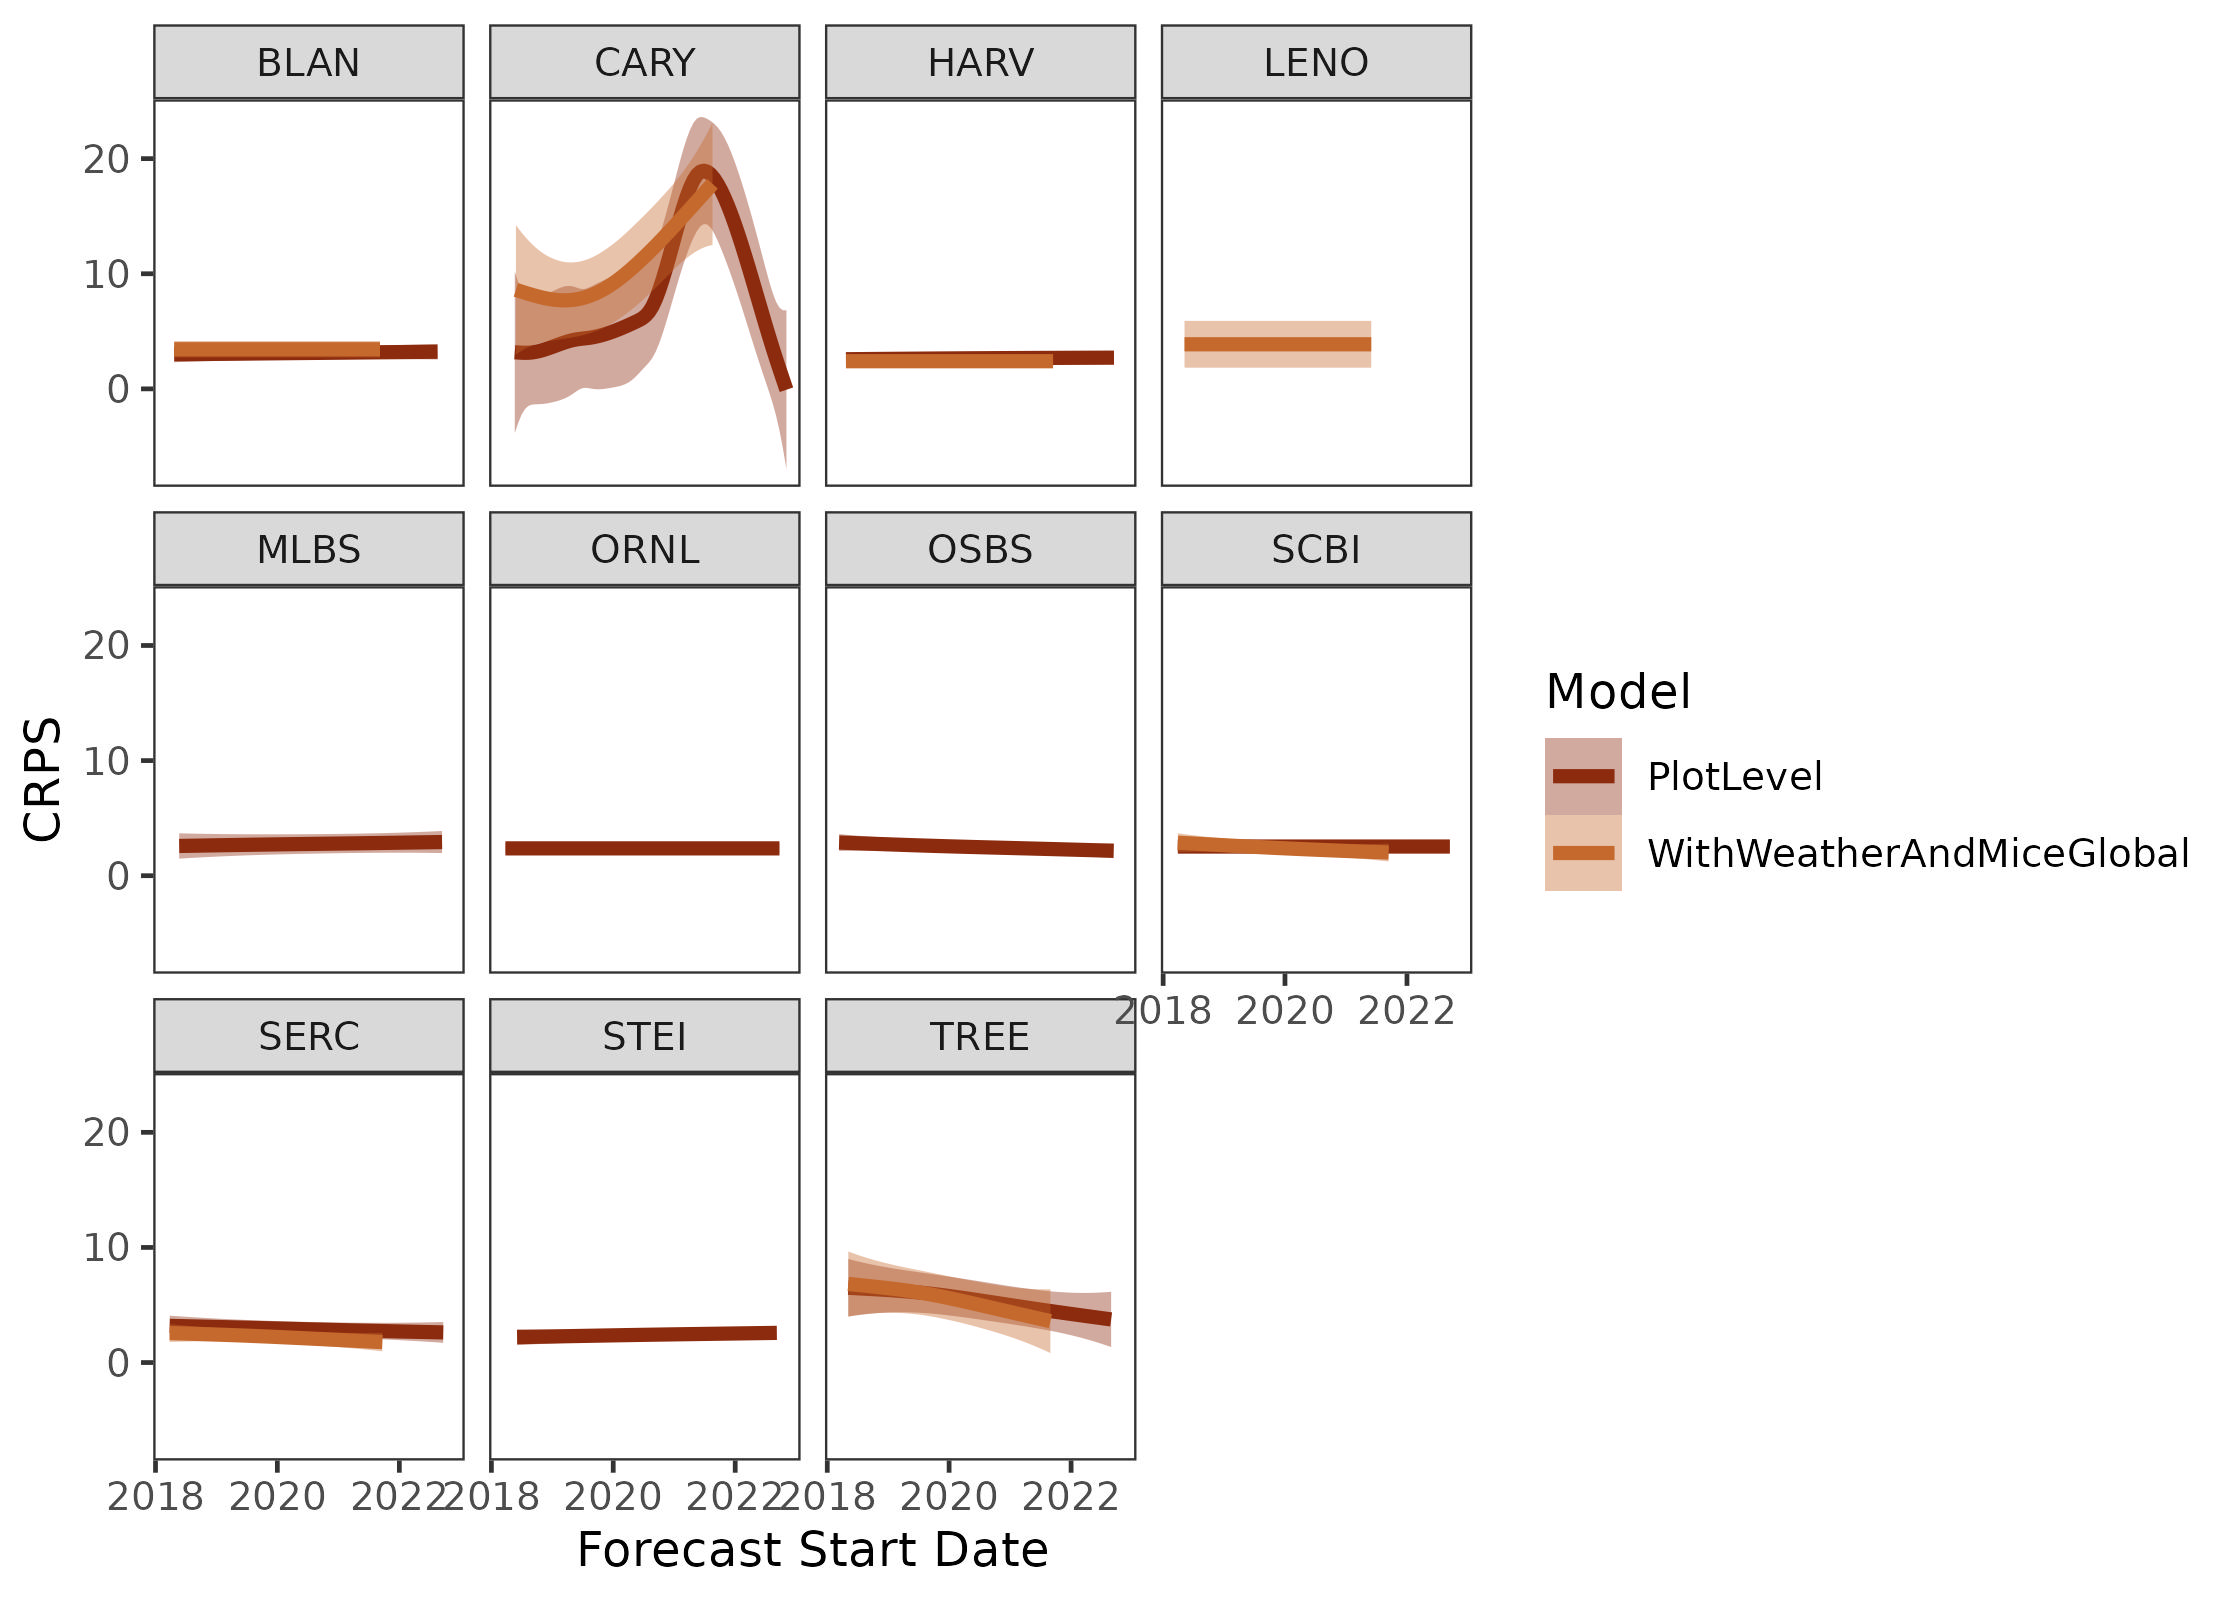 BLAN CARY HARV LENO
20
10
0
MLBS ORNL OSBS SCBI
20
10
0
2018 2020 2022
SERC STEI TREE
20
10
0
2018 2020 2022 2018 2020 2022 2018 2020 2022
Forecast Start Date
CRPS
Model
PlotLevel
WithWeatherAndMiceGlobal